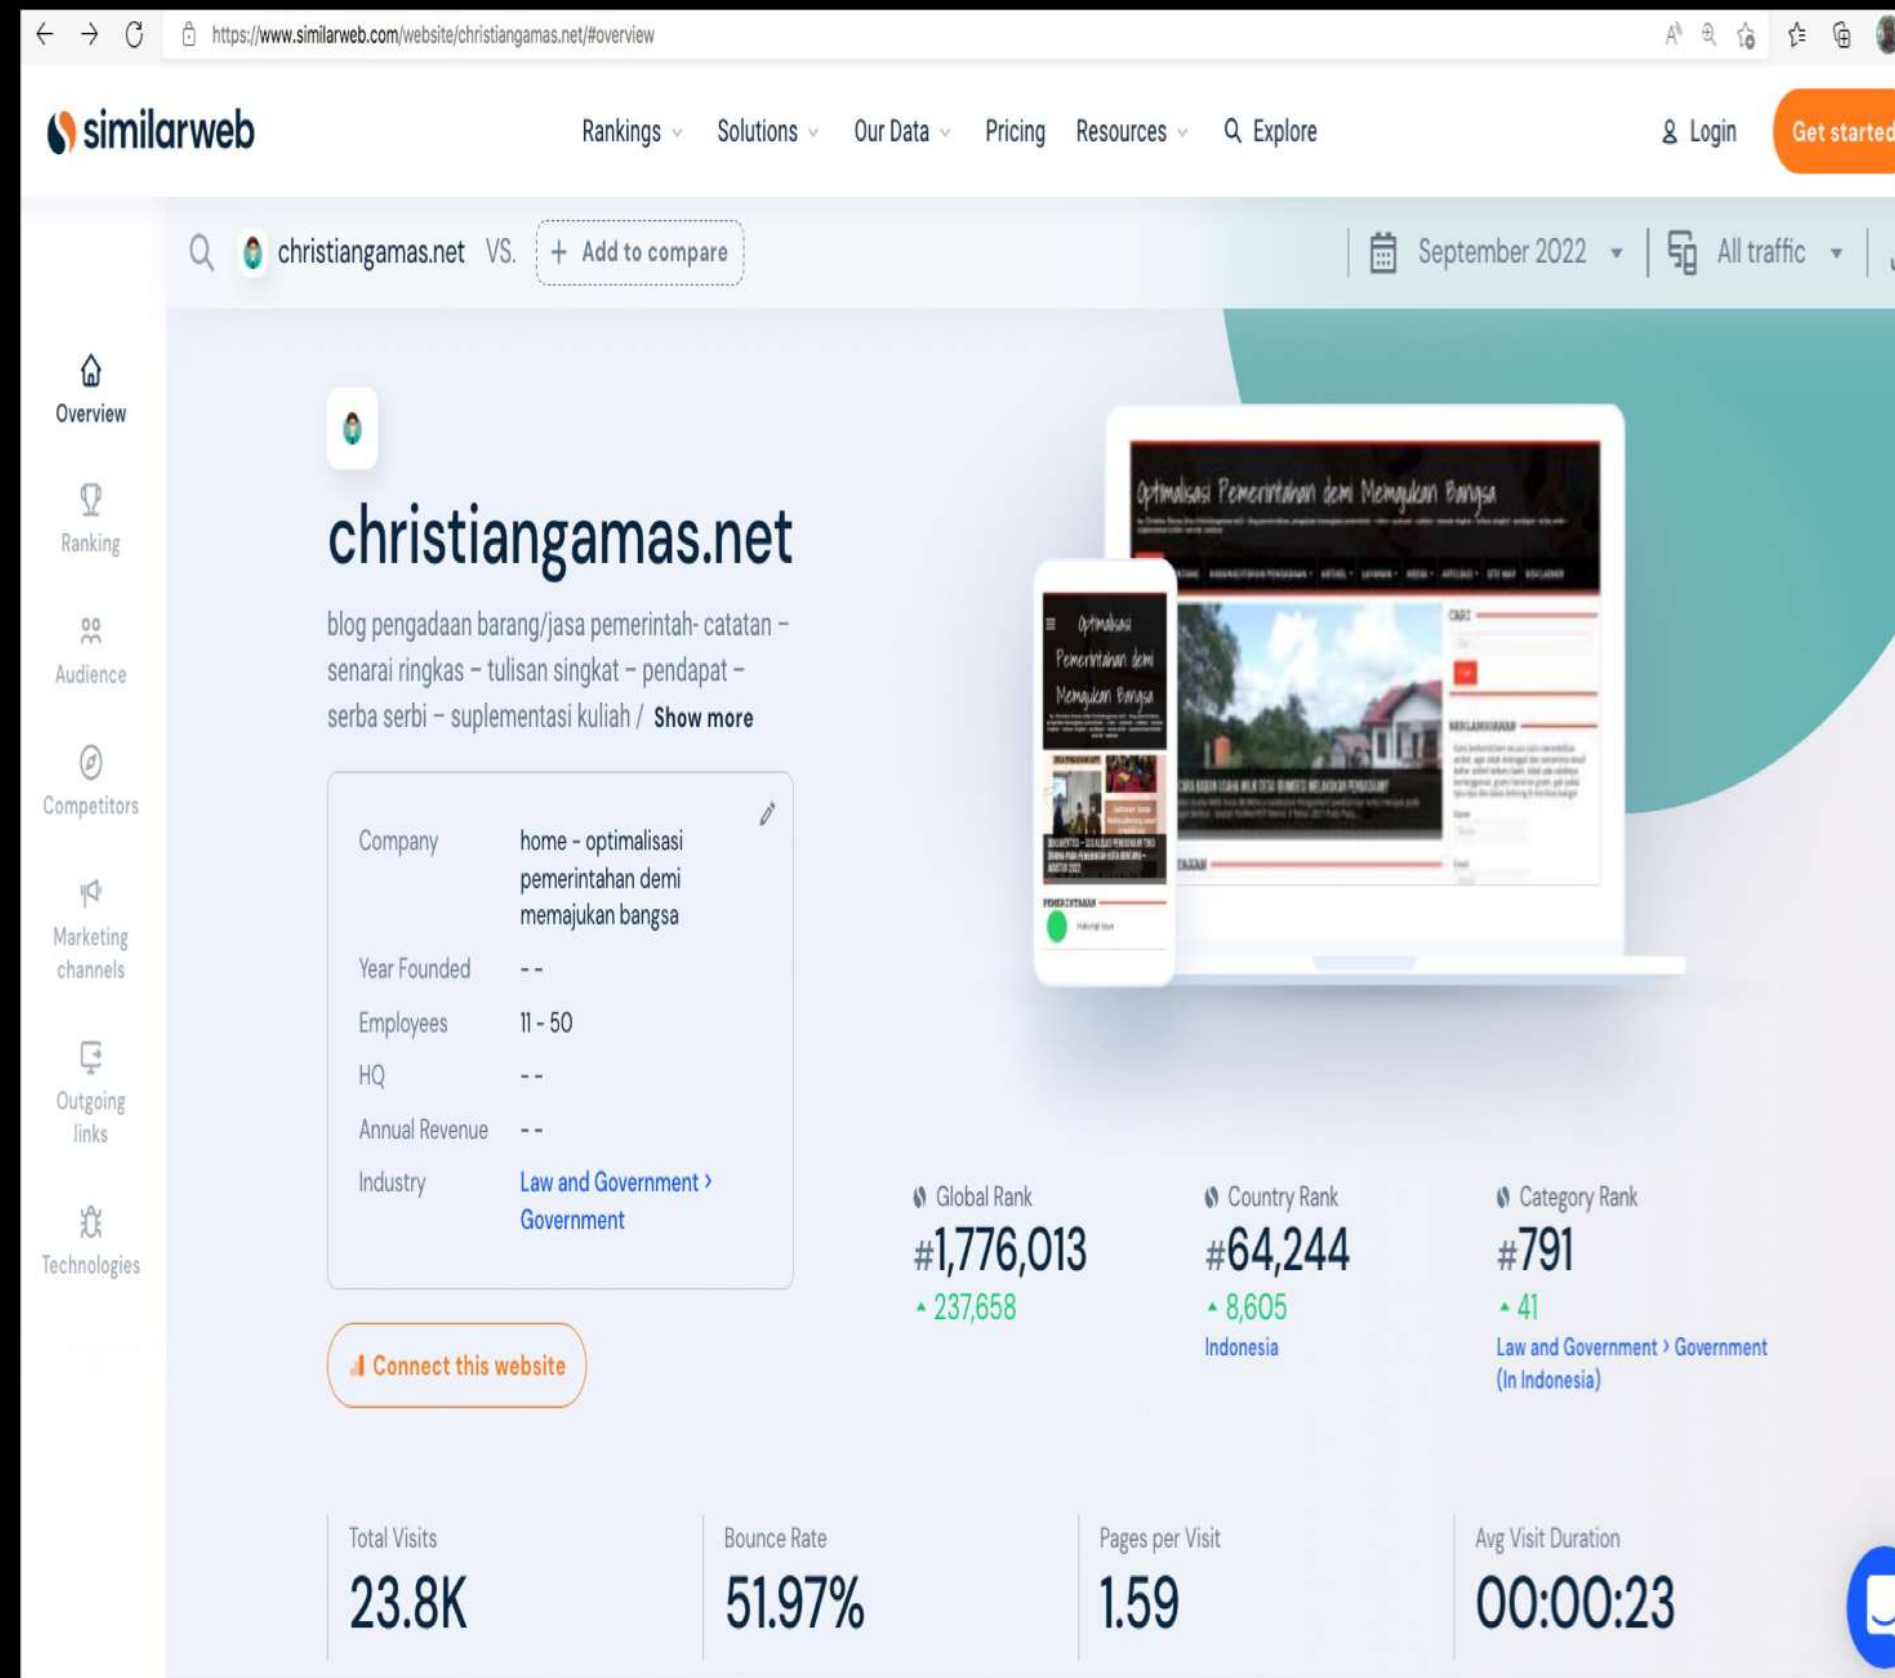 https://www.similarweb.com/website/christiangamas.net/#overview
similarweb
Rankings Solutions Our Data Pricing Resources Explore
Login
Get started
christiangamas.net VS. + Add to compare
September 2022 All traffic
Overview
Ranking
Audience
Competitors
Marketing
channels
Outgoing
links
Technologies
christiangamas.net
blog pengadaan barang/jasa pemerintah- catatan –
senarai ringkas – tulisan singkat – pendapat –
serba serbi – suplementasi kuliah / Show more
Company home - optimalisasi
pemerintahan demi
memajukan bangsa
Year Founded - -
Employees 11 - 50
HQ - -
Annual Revenue - -
Industry Law and Government >
Government
Connect this website
Optimalisasi Pemerintahan demi Memajukan Bangsa
CARI
Optimalisasi
Pemerintahan demi
Memajukan Bangsa
PEMERINTAHAN
Hubungi Saya
Global Rank
#1,776,013
237,658
Country Rank
#64,244
8,605
Indonesia
Category Rank
#791
41
Law and Government > Government
(In Indonesia)
Total Visits
23.8K
Bounce Rate
51.97%
Pages per Visit
1.59
Avg Visit Duration
00:00:23